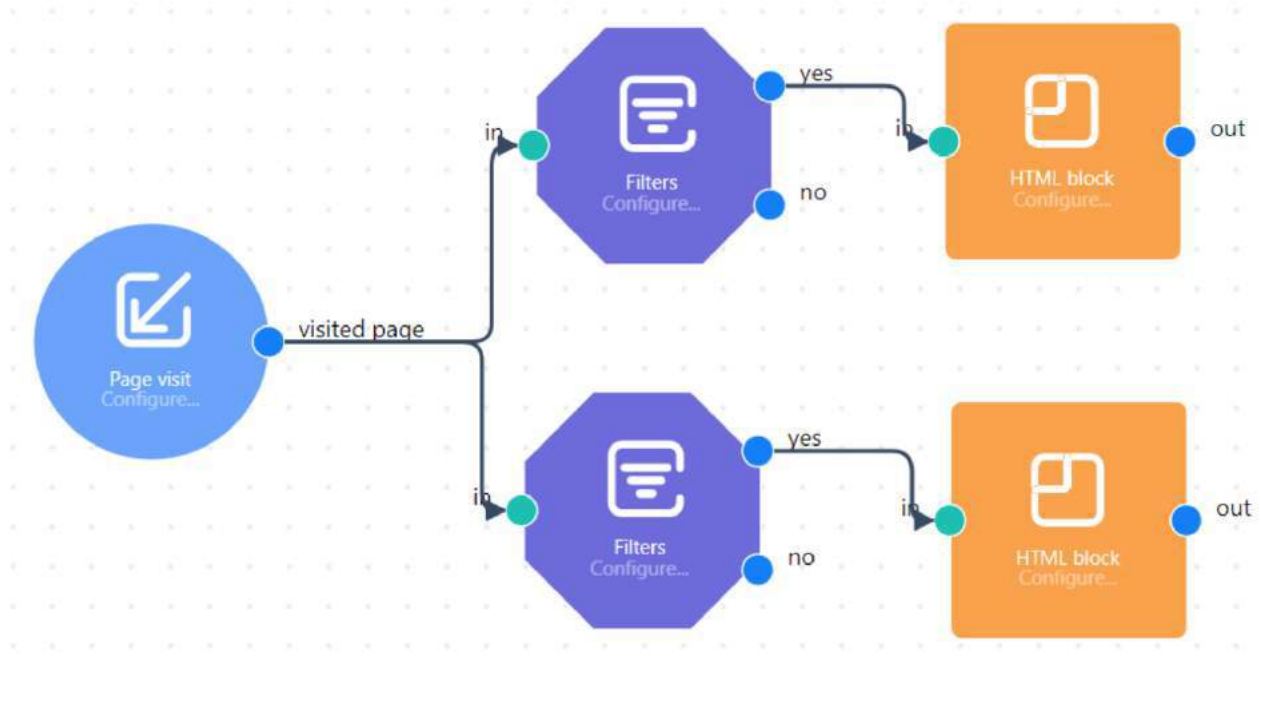 yes
in
in
out
Filters
Configure...
HTML block
Configure...
no
visited page
Page visit
Configure...
yes
in
in
out
Filters
Configure...
HTML block
Configure...
no